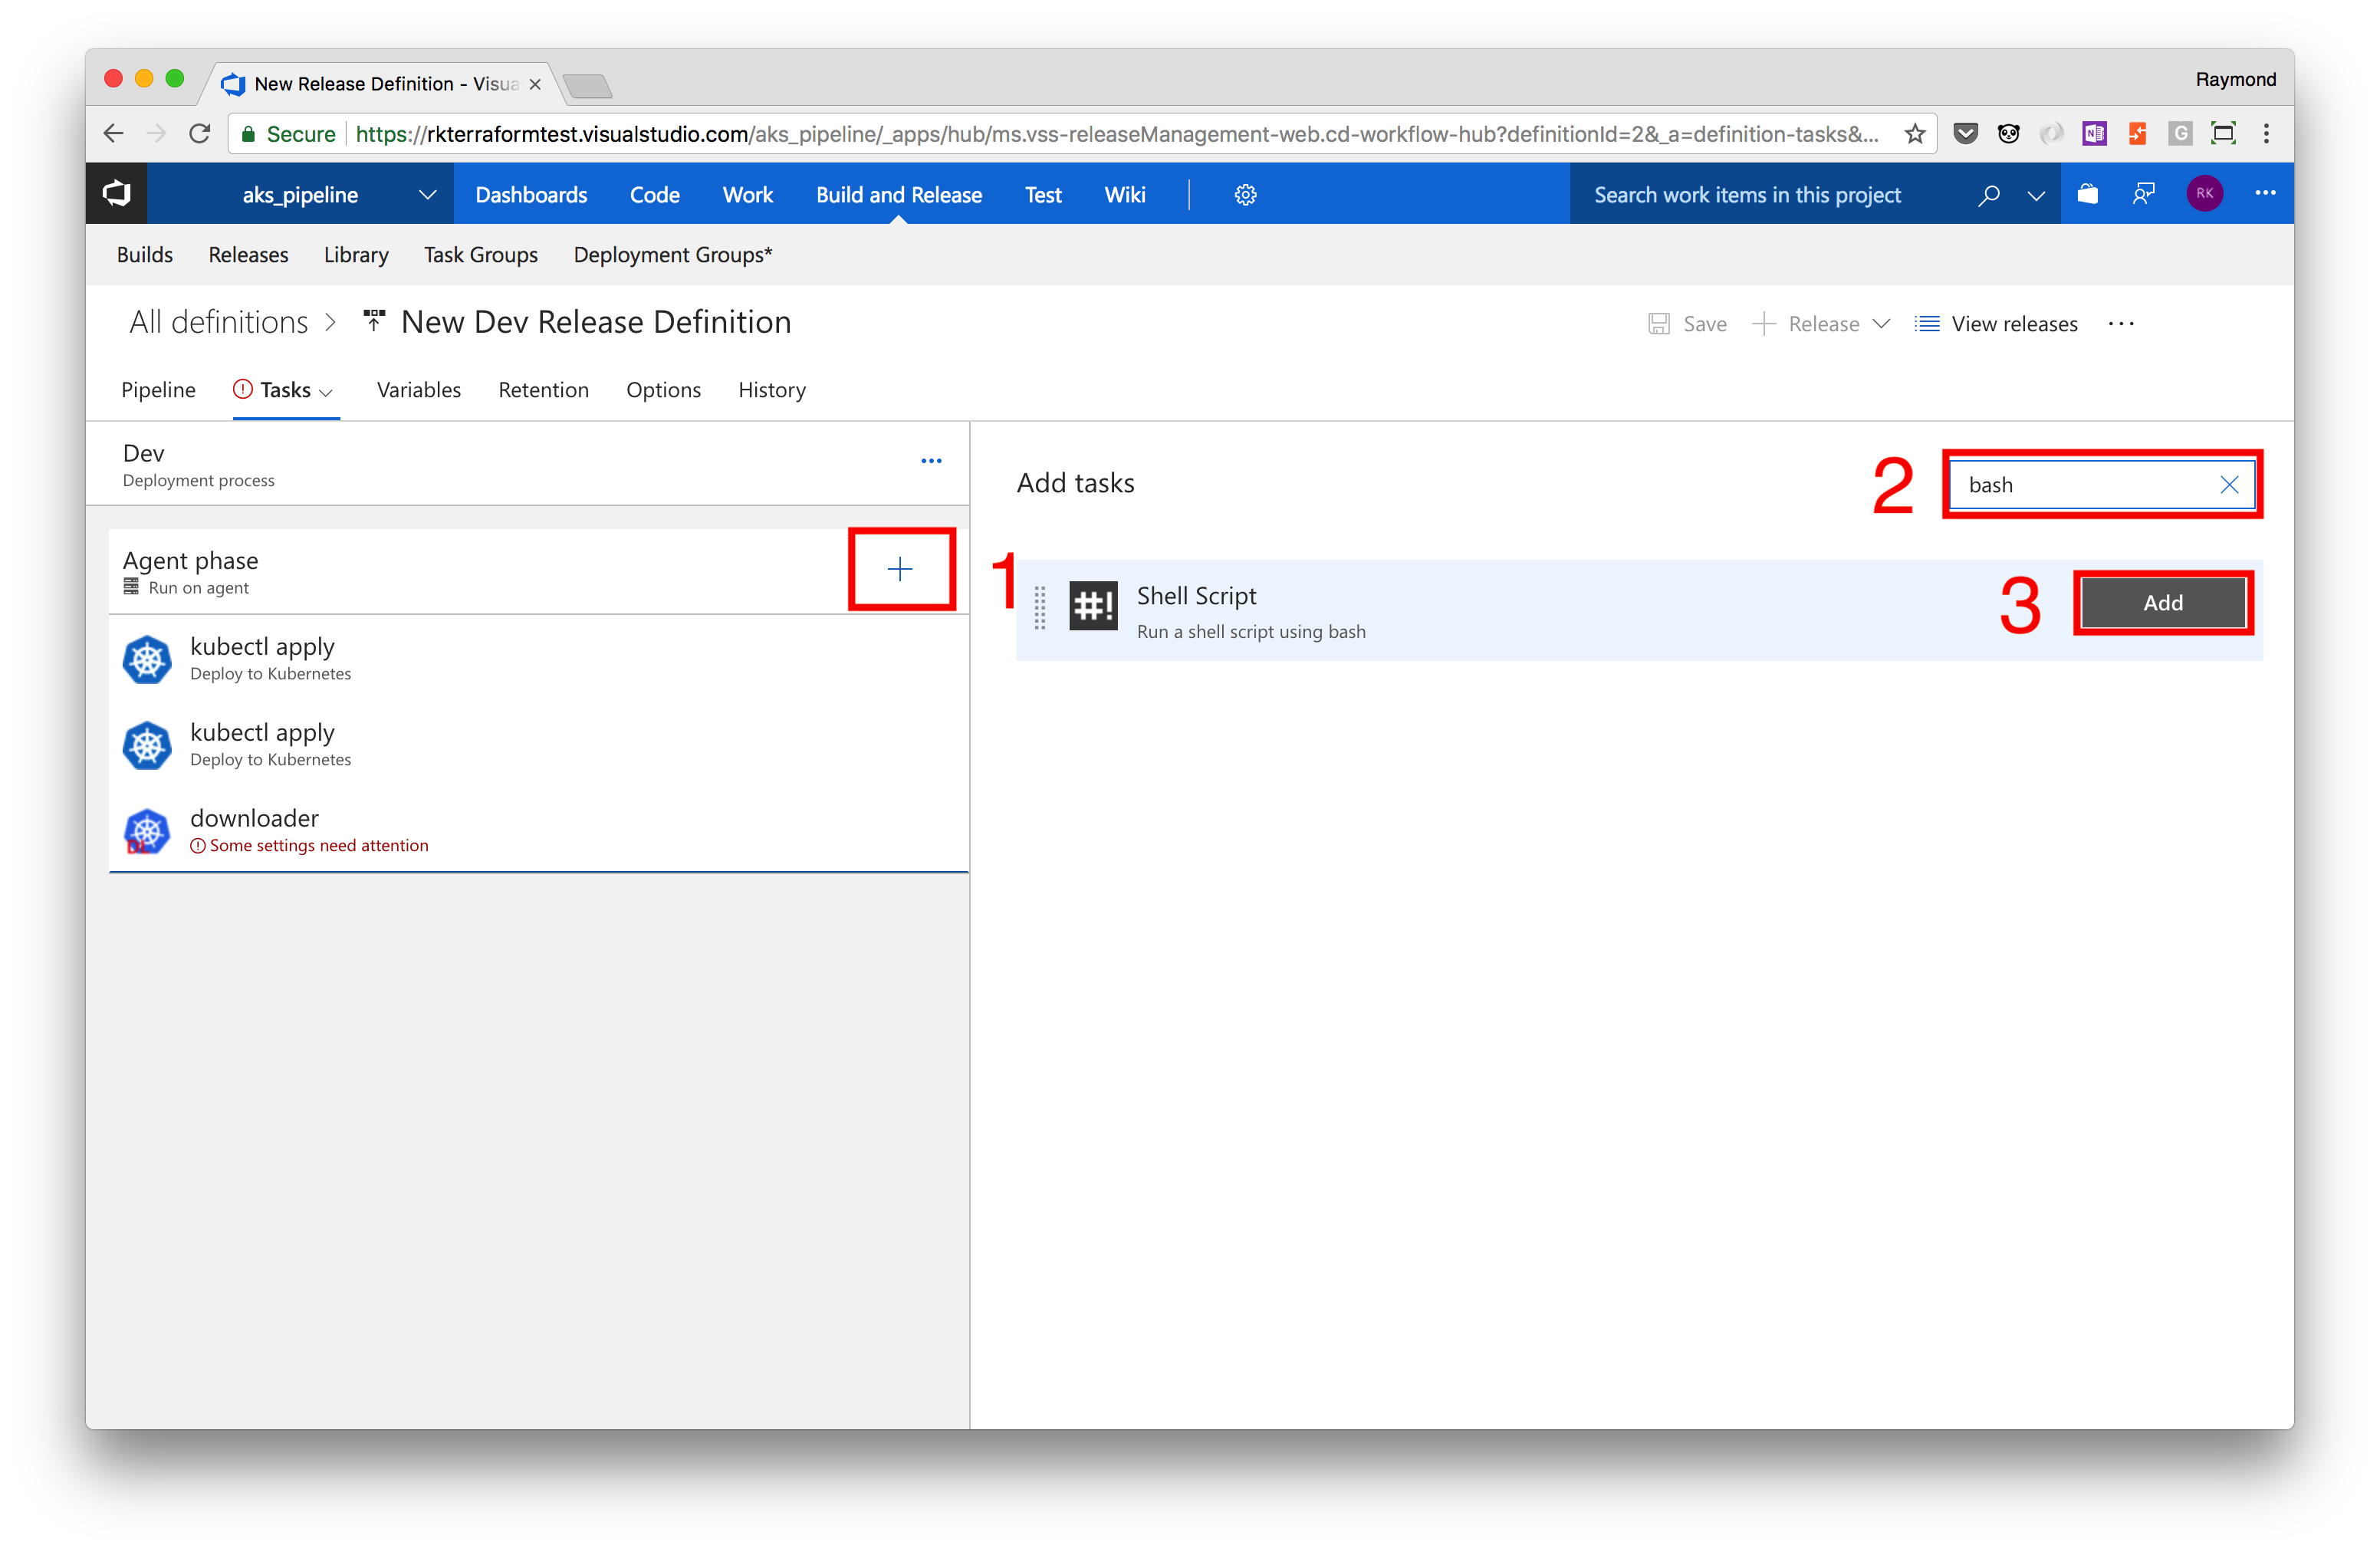 New Release Definition - Visua
Raymond
Secure https://rkterraformtest.visualstudio.com/aks_pipeline/_apps/hub/ms.vss-releaseManagement-web.cd-workflow-hub?definitionId=2&_a=definition-tasks&...
N
G
aks_pipeline Dashboards Code Work Build and Release Test Wiki Search work items in this project RK
Builds Releases Library Task Groups Deployment Groups*
All definitions > New Dev Release Definition Save Release View releases
Pipeline Tasks Variables Retention Options History
Dev
Deployment process
Agent phase
Run on agent
kubectl apply
Deploy to Kubernetes
kubectl apply
Deploy to Kubernetes
downloader
DL
Some settings need attention
Add tasks
2
bash
1
#!
Shell Script
Run a shell script using bash
3
Add